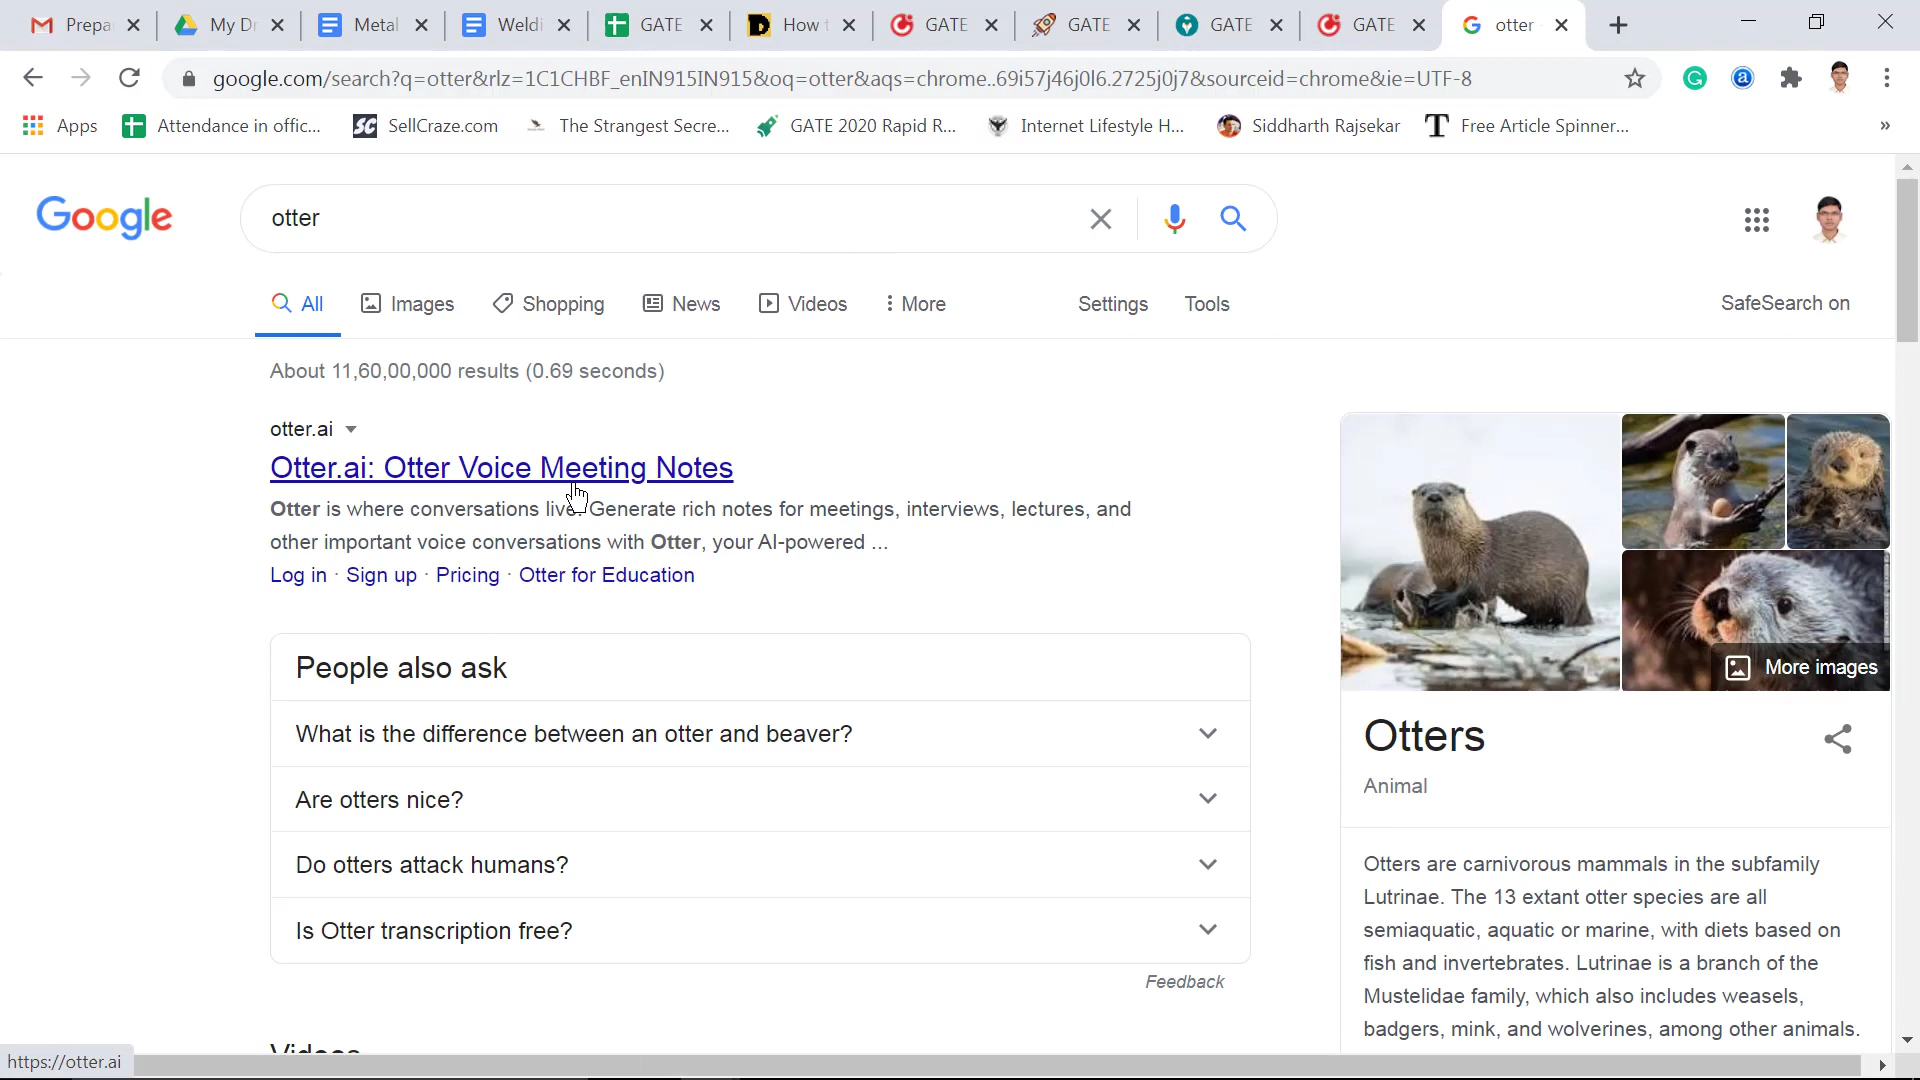 Prepa
My Dr
Metal
Weldi
GATE
How t
GATE
GATE
GATE
GATE
otter
google.com/search?q=otter&rlz=1C1CHBF_enIN915IN915&oq=otter&aqs=chrome..69i57j46j0l6.2725j0j7&sourceid=chrome&ie=UTF-8
Apps
Attendance in offic...
SellCraze.com
The Strangest Secre...
GATE 2020 Rapid R...
Internet Lifestyle H...
Siddharth Rajsekar
Free Article Spinner...
»
Google
otter
SafeSearch on
All
Images
Shopping
News
Videos
More
Settings
Tools
About 11,60,00,000 results (0.69 seconds)
otter.ai
Otter.ai: Otter Voice Meeting Notes
Otter is where conversations live. Generate rich notes for meetings, interviews, lectures, and
other important voice conversations with Otter, your AI-powered ...
Log in · Sign up · Pricing · Otter for Education
People also ask
What is the difference between an otter and beaver?
Are otters nice?
Do otters attack humans?
Is Otter transcription free?
Feedback
Videos
More images
Otters
Animal
Otters are carnivorous mammals in the subfamily
Lutrinae. The 13 extant otter species are all
semiaquatic, aquatic or marine, with diets based on
fish and invertebrates. Lutrinae is a branch of the
Mustelidae family, which also includes weasels,
badgers, mink, and wolverines, among other animals.
https://otter.ai